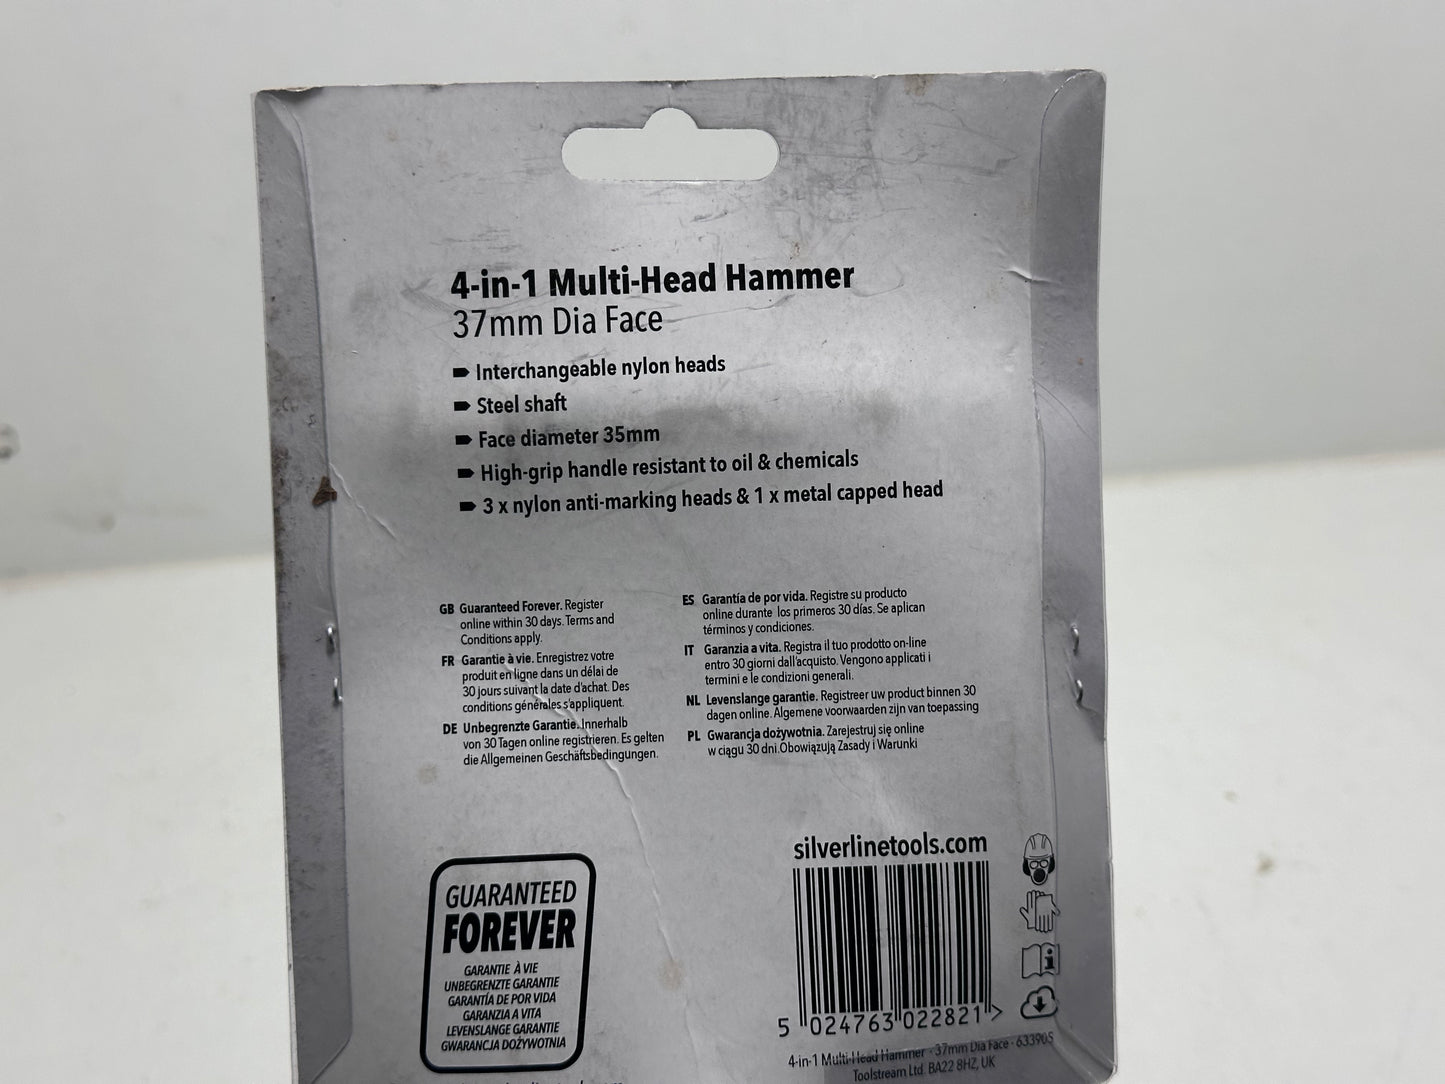 4-in-1 Multi-Head Hammer
37mm Dia Face
Interchangeable nylon heads
Steel shaft
Face diameter 35mm
High-grip handle resistant to oil & chemicals
3 x nylon anti-marking heads & 1 x metal capped head
GB Guaranteed Forever. Register
online within 30 days. Terms and
Conditions apply.
FR Garantie à vie. Enregistrez votre
produit en ligne dans un délai de
30 jours suivant la date d'achat. Des
conditions générales s'appliquent.
DE Unbegrenzte Garantie. Innerhalb
von 30 Tagen online registrieren. Es gelten
die Allgemeinen Geschäftsbedingungen.
ES Garantía de por vida. Registre su producto
online durante los primeros 30 días. Se aplican
términos y condiciones.
IT Garanzia a vita. Registra il tuo prodotto on-line
entro 30 giorni dall'acquisto. Vengono applicati i
termini e le condizioni generali.
NL Levenslange garantie. Registreer uw product binnen 30
dagen online. Algemene voorwaarden zijn van toepassing
PL Gwarancja dożywotnia. Zarejestruj się online
w ciągu 30 dni.Obowiązują Zasady i Warunki
GUARANTEED
FOREVER
GARANTIE À VIE
UNBEGRENZTE GARANTIE
GARANTÍA DE POR VIDA
GARANZIA A VITA
LEVENSLANGE GARANTIE
GWARANCJA DOŻYWOTNIA
silverlinetools.com
5 024763 022821 >
4-in-1 Multi-Head Hammer - 37mm Dia Face - 633905
Toolstream Ltd. BA22 8HZ, UK